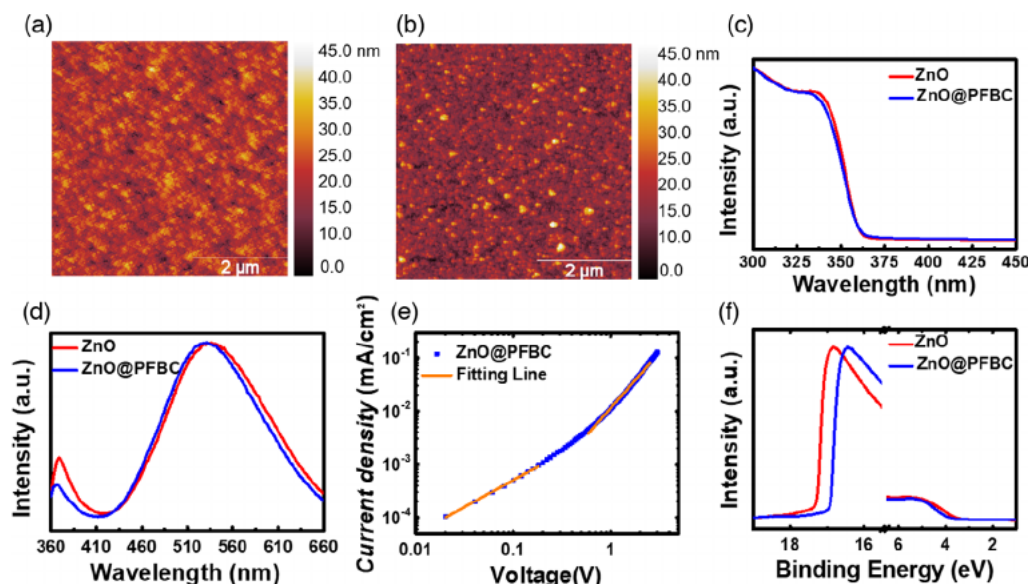 (a)
45.0 nm
40.0
35.0
30.0
25.0
20.0
15.0
10.0
0.0
2 µm
(b)
45.0 nm
40.0
35.0
30.0
25.0
20.0
15.0
10.0
0.0
2 µm
(c)
ZnO
ZnO@PFBC
Intensity (a.u.)
300 325 350 375 400 425 450
Wavelength (nm)
(d)
ZnO
ZnO@PFBC
Intensity (a.u.)
360 410 460 510 560 610 660
Wavelength (nm)
(e)
ZnO@PFBC
Fitting Line
Current density (mA/cm²)
10⁻¹
10⁻²
10⁻³
10⁻⁴
0.01 0.1 1
Voltage(V)
(f)
ZnO
ZnO@PFBC
Intensity (a.u.)
18 16 6 4 2
Binding Energy (eV)